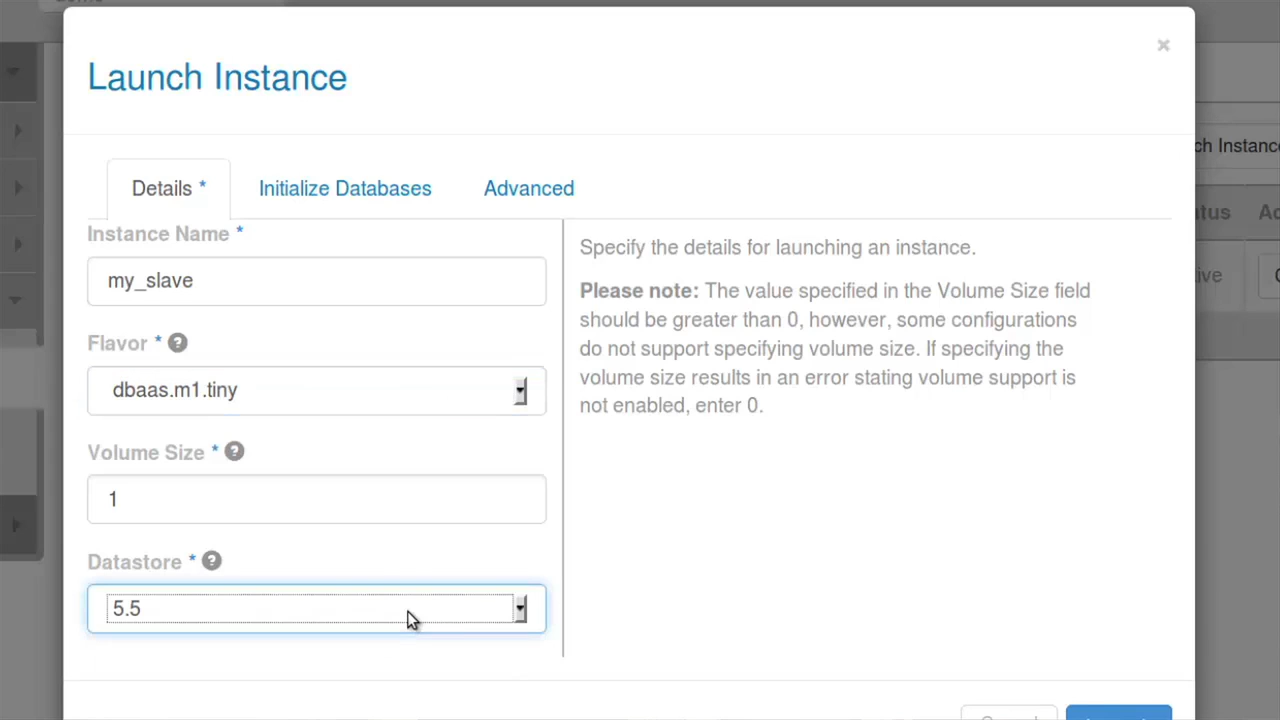 ×
Launch Instance
ch Instance
Details *
Initialize Databases
Advanced
Instance Name *
my_slave
Flavor * ?
dbaas.m1.tiny
Volume Size * ?
1
Datastore * ?
5.5
Specify the details for launching an instance.
Please note: The value specified in the Volume Size field
should be greater than 0, however, some configurations
do not support specifying volume size. If specifying the
volume size results in an error stating volume support is
not enabled, enter 0.